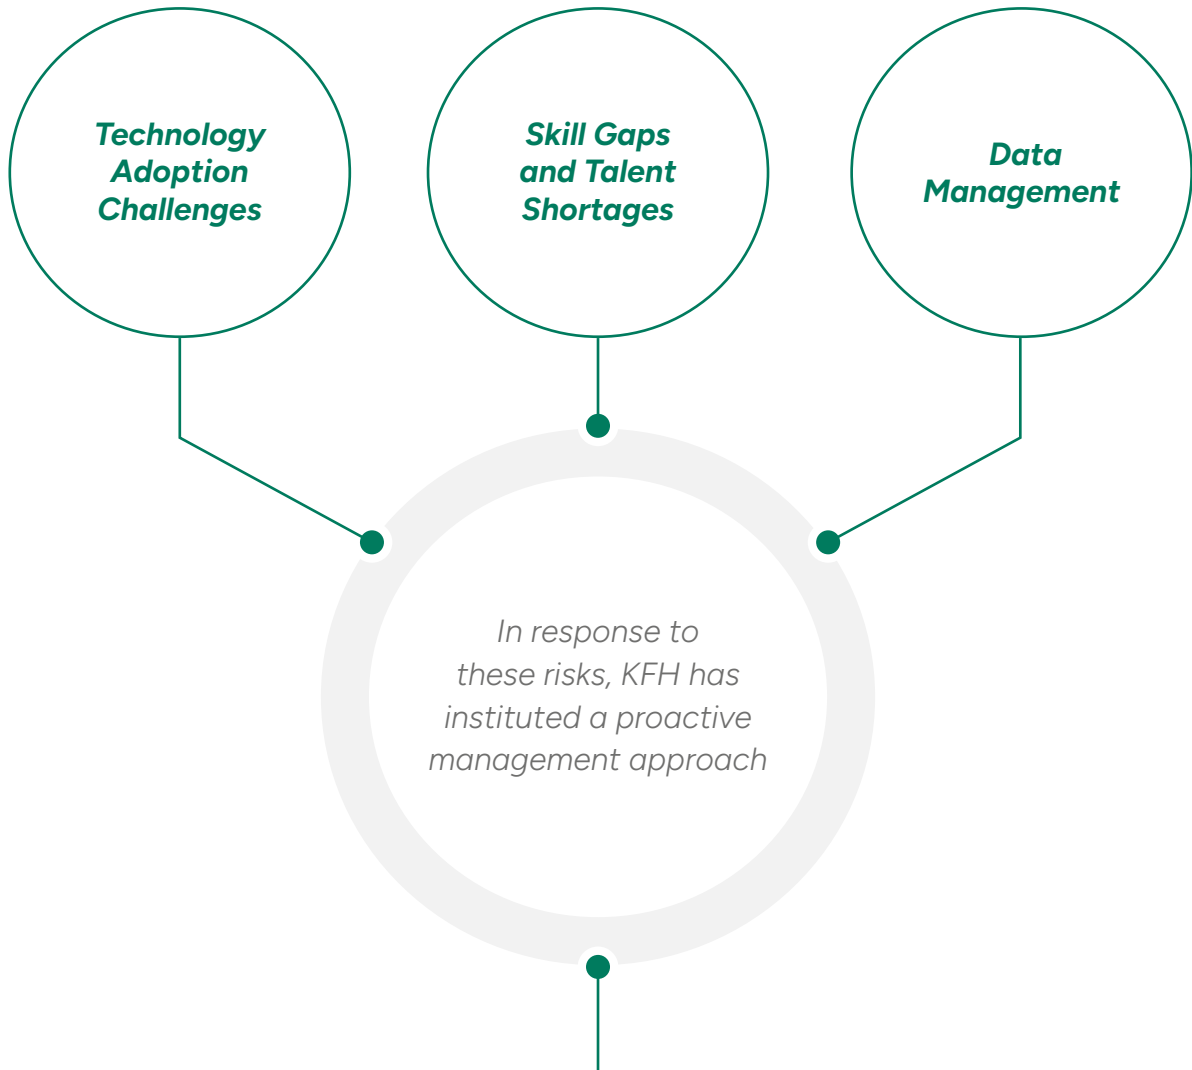 Technology
Adoption
Challenges
Skill Gaps
and Talent
Shortages
Data
Management
In response to
these risks, KFH has
instituted a proactive
management approach